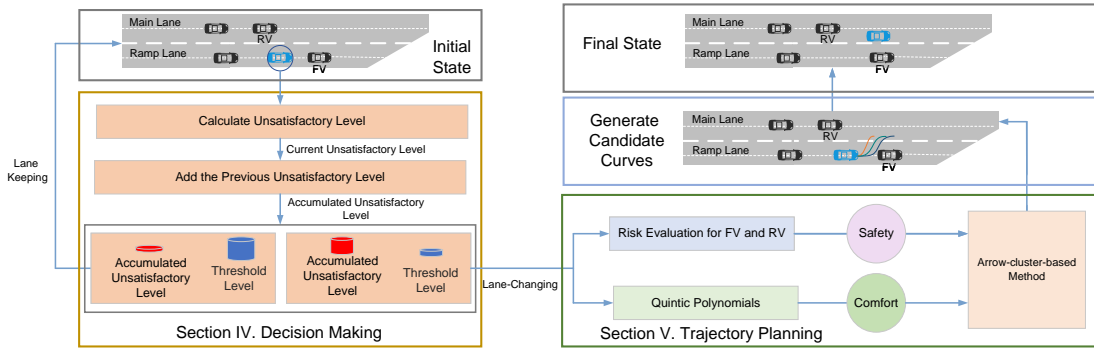 Main Lane
RV
Ramp Lane
FV
Initial
State
Calculate Unsatisfactory Level
Current Unsatisfactory Level
Add the Previous Unsatisfactory Level
Accumulated Unsatisfactory
Level
Lane
Keeping
Accumulated
Unsatisfactory
Level
Threshold
Level
Accumulated
Unsatisfactory
Level
Threshold
Level
Section IV. Decision Making
Lane-Changing
Final State
Main Lane
RV
Ramp Lane
FV
Generate
Candidate
Curves
Main Lane
RV
Ramp Lane
FV
Risk Evaluation for FV and RV
Safety
Arrow-cluster-based
Method
Quintic Polynomials
Comfort
Section V. Trajectory Planning